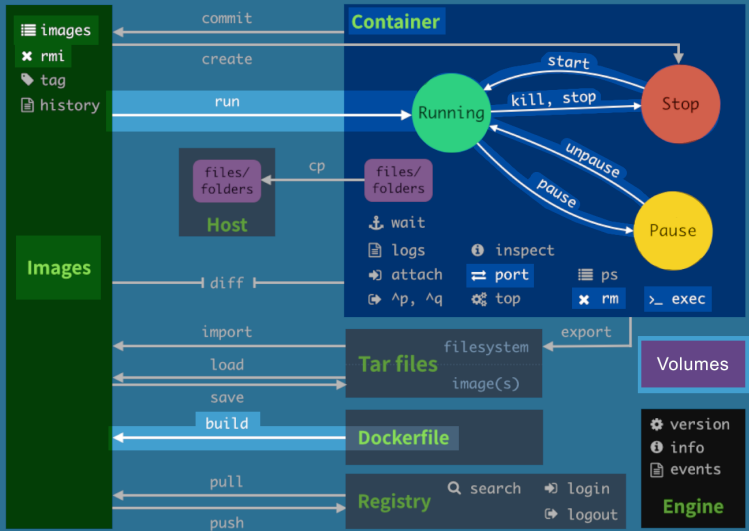 images
rmi
tag
history
Images
commit
create
run
Container
start
Running
kill, stop
Stop
unpause
pause
Pause
files/
folders
cp
files/
folders
Host
wait
logs
inspect
attach
port
ps
^p, ^q
top
rm
>_ exec
diff
import
export
filesystem
load
Tar files
image(s)
save
Volumes
build
Dockerfile
version
info
events
Engine
pull
search
login
Registry
logout
push